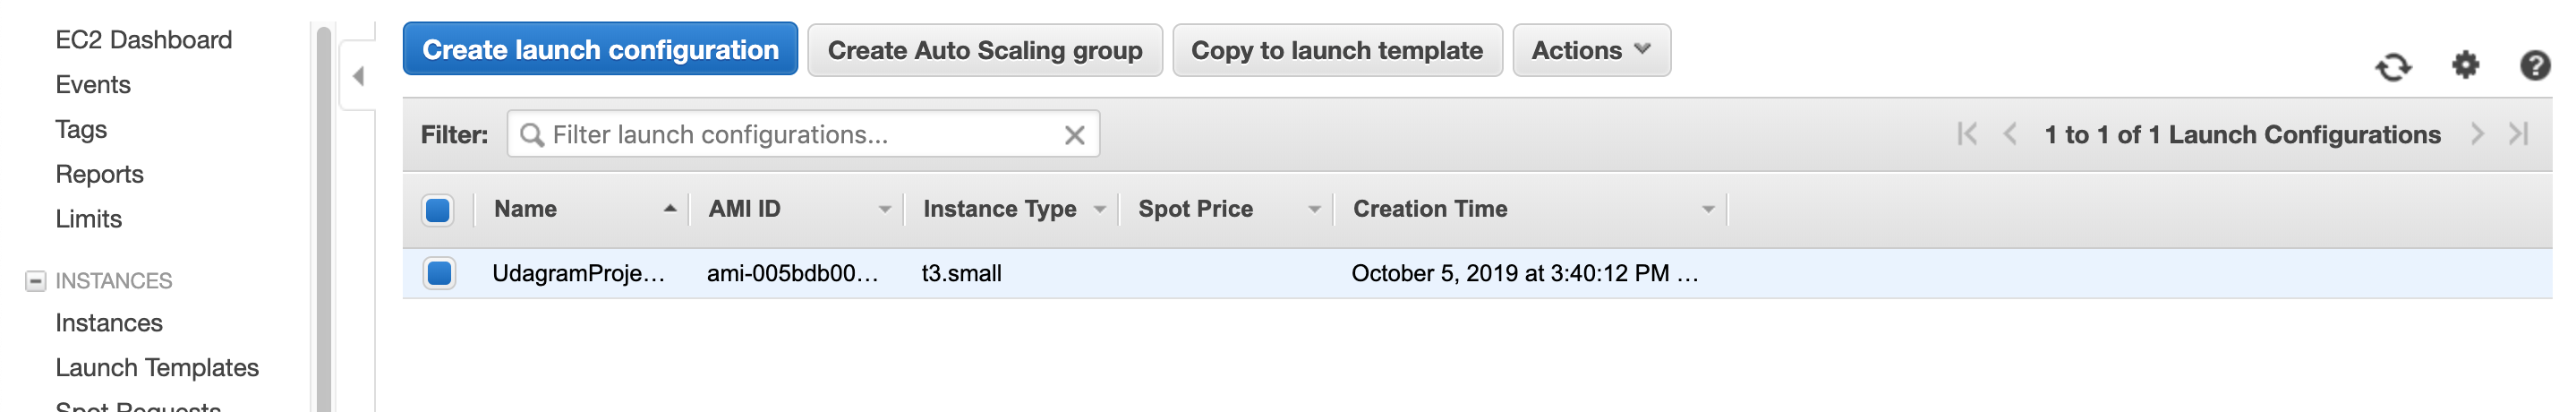 EC2 Dashboard
Events
Tags
Reports
Limits
INSTANCES
Instances
Launch Templates
Spot Requests
Create launch configuration
Create Auto Scaling group
Copy to launch template
Actions
Filter:
Filter launch configurations...
1 to 1 of 1 Launch Configurations
Name AMI ID Instance Type Spot Price Creation Time
UdagramProje… ami-005bdb00… t3.small October 5, 2019 at 3:40:12 PM …